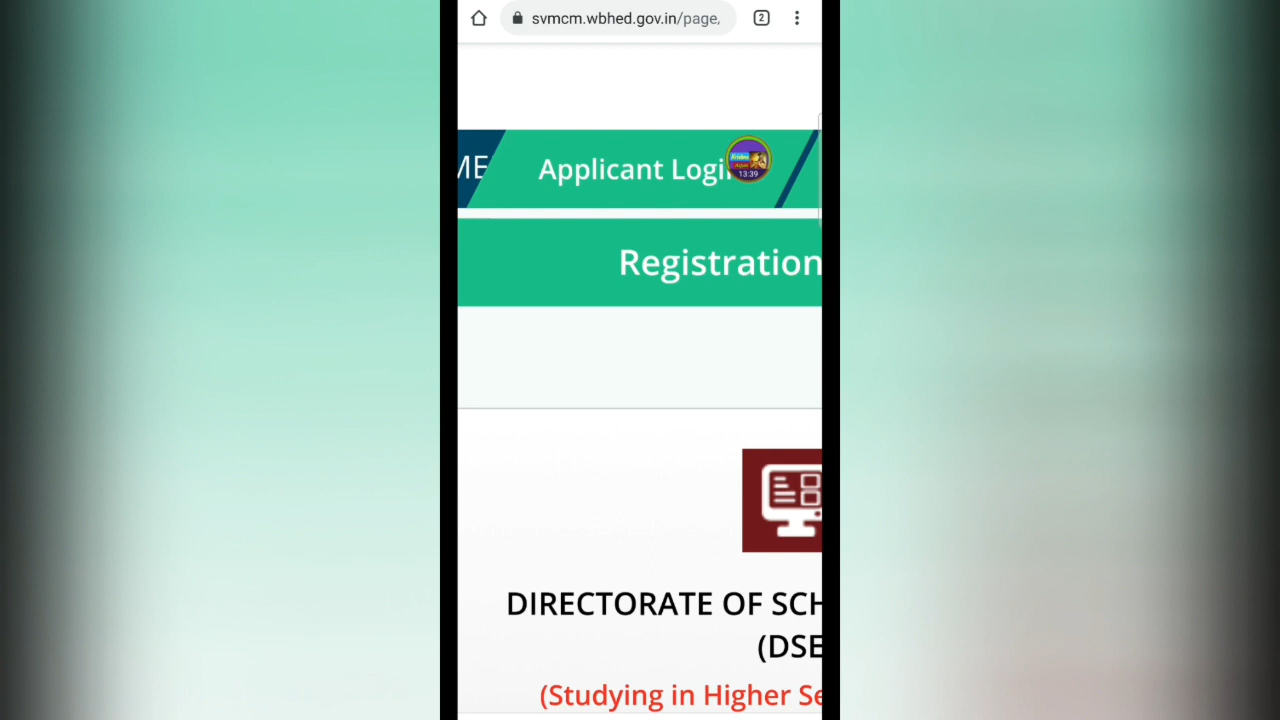 svmcm.wbhed.gov.in/page,
2
ME
Applicant Logi
13:39
Registration
DIRECTORATE OF SCH
(DSE
(Studying in Higher Se